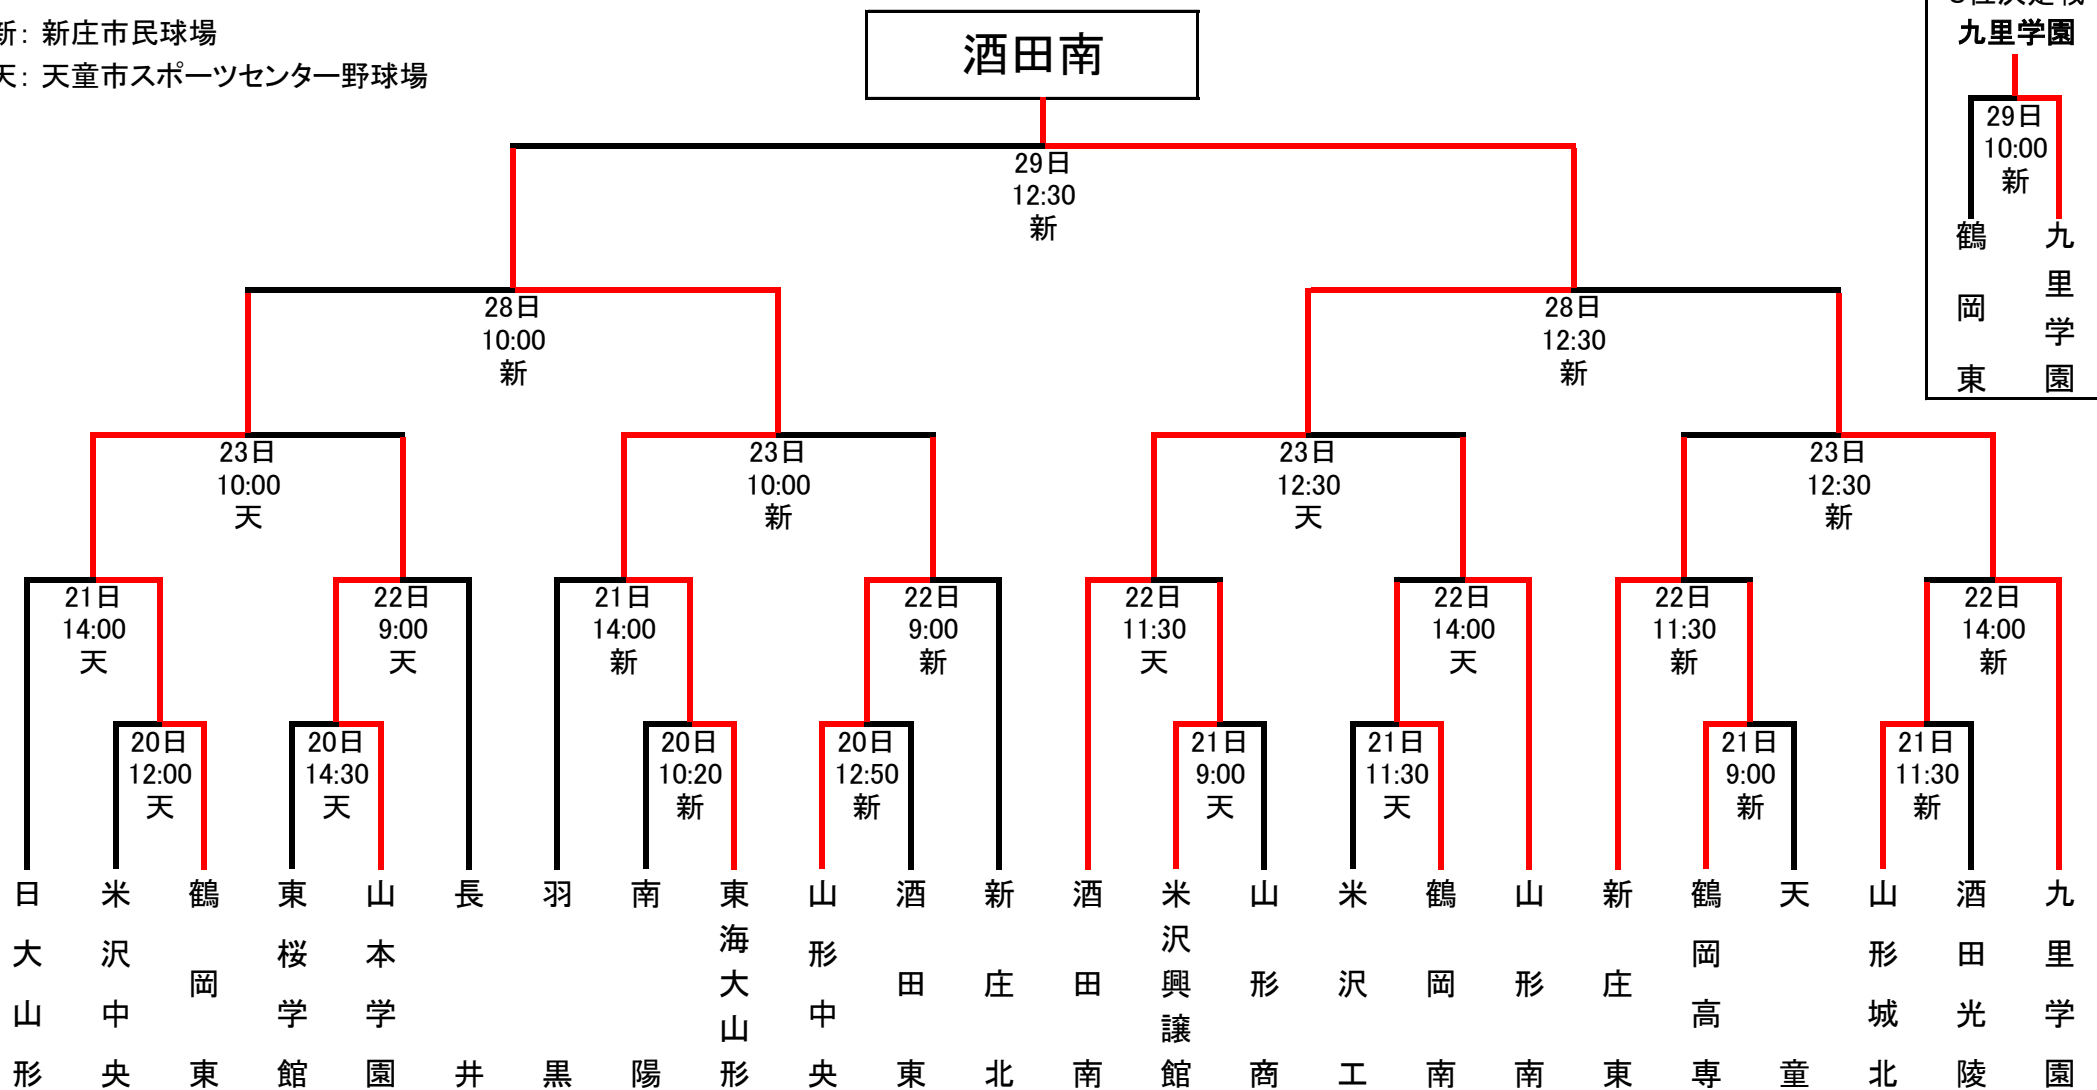 新: 新庄市民球場
天: 天童市スポーツセンター野球場
酒田南
九里学園
29日
10:00
新
鶴岡東
九里学園
29日
12:30
新
28日
10:00
新
28日
12:30
新
23日
10:00
天
23日
10:00
新
23日
12:30
天
23日
12:30
新
21日
14:00
天
22日
9:00
天
21日
14:00
新
22日
9:00
新
22日
11:30
天
22日
14:00
天
22日
11:30
新
22日
14:00
新
20日
12:00
天
20日
14:30
天
20日
10:20
新
20日
12:50
新
21日
9:00
天
21日
11:30
天
21日
9:00
新
21日
11:30
新
日大山形
米沢中央
鶴岡東
東桜学館
山本学園
長井
羽黒
南陽
東海大山形
山形中央
酒田東
新庄北
酒田南
米沢興譲館
山形商
米沢工
鶴岡南
山形南
新庄東
鶴岡高専
天童
山形城北
酒田光陵
九里学園